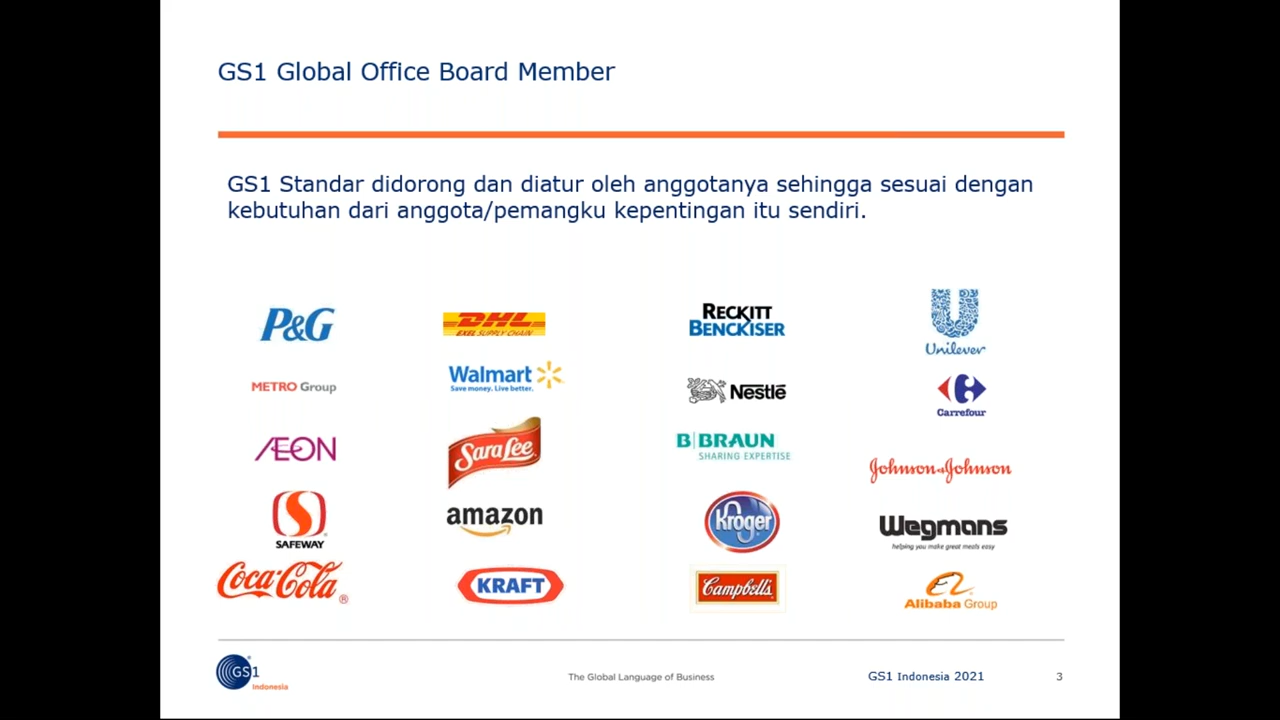 GS1 Global Office Board Member
GS1 Standar didorong dan diatur oleh anggotanya sehingga sesuai dengan
kebutuhan dari anggota/pemangku kepentingan itu sendiri.
P&G
DHL
EXEL SUPPLY CHAIN
RECKITT
BENCKISER
Unilever
METRO Group
Walmart
Save money. Live better.
Nestlé
Carrefour
ÆON
Sara Lee
B|BRAUN
SHARING EXPERTISE
Johnson & Johnson
SAFEWAY
amazon
Kroger
Wegmans
helping you make great meals easy
Coca-Cola ®
KRAFT
Campbell's
Alibaba Group
GS1
Indonesia
The Global Language of Business
GS1 Indonesia 2021
3